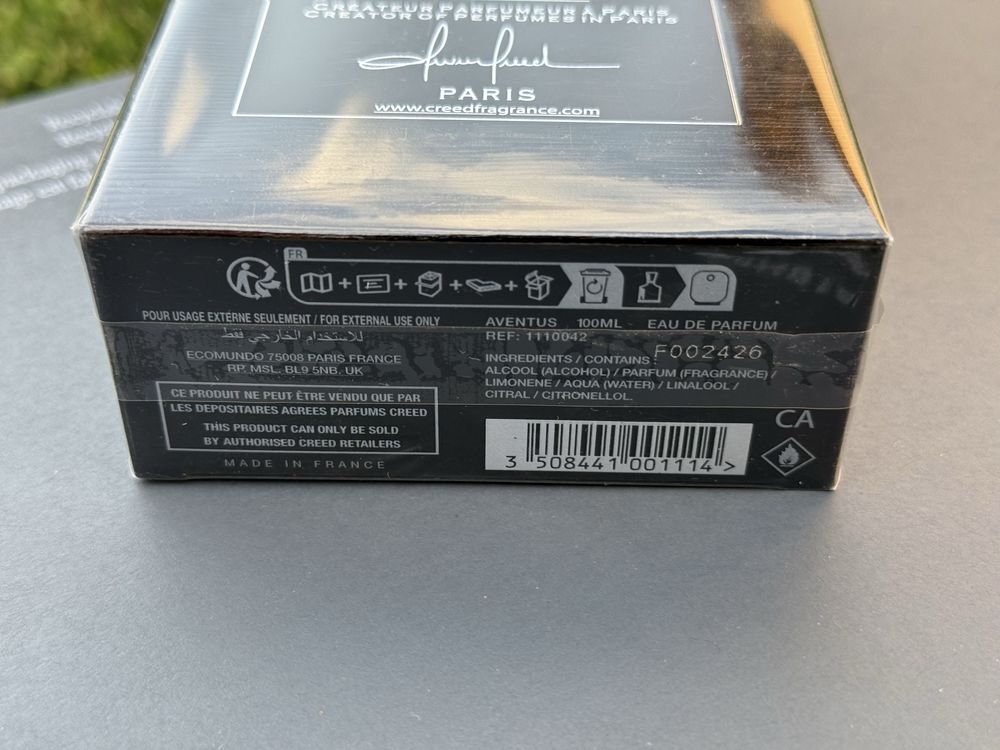 CREATEUR PARFUMEUR À PARIS
CREATOR OF PERFUMES IN PARIS
PARIS
www.creedfragrance.com
FR
POUR USAGE EXTERNE SEULEMENT / FOR EXTERNAL USE ONLY
للاستخدام الخارجي فقط
ECOMUNDO 75008 PARIS FRANCE
RP. MSL. BL9 5NB. UK
CE PRODUIT NE PEUT ÊTRE VENDU QUE PAR
LES DEPOSITAIRES AGREES PARFUMS CREED
THIS PRODUCT CAN ONLY BE SOLD
BY AUTHORISED CREED RETAILERS
MADE IN FRANCE
AVENTUS 100ML EAU DE PARFUM
REF: 1110042
F002426
INGREDIENTS / CONTAINS
ALCOOL (ALCOHOL) / PARFUM (FRAGRANCE) /
LIMONENE / AQUA (WATER) / LINALOOL /
CITRAL / CITRONELLOL.
3 508441 001114 >
CA